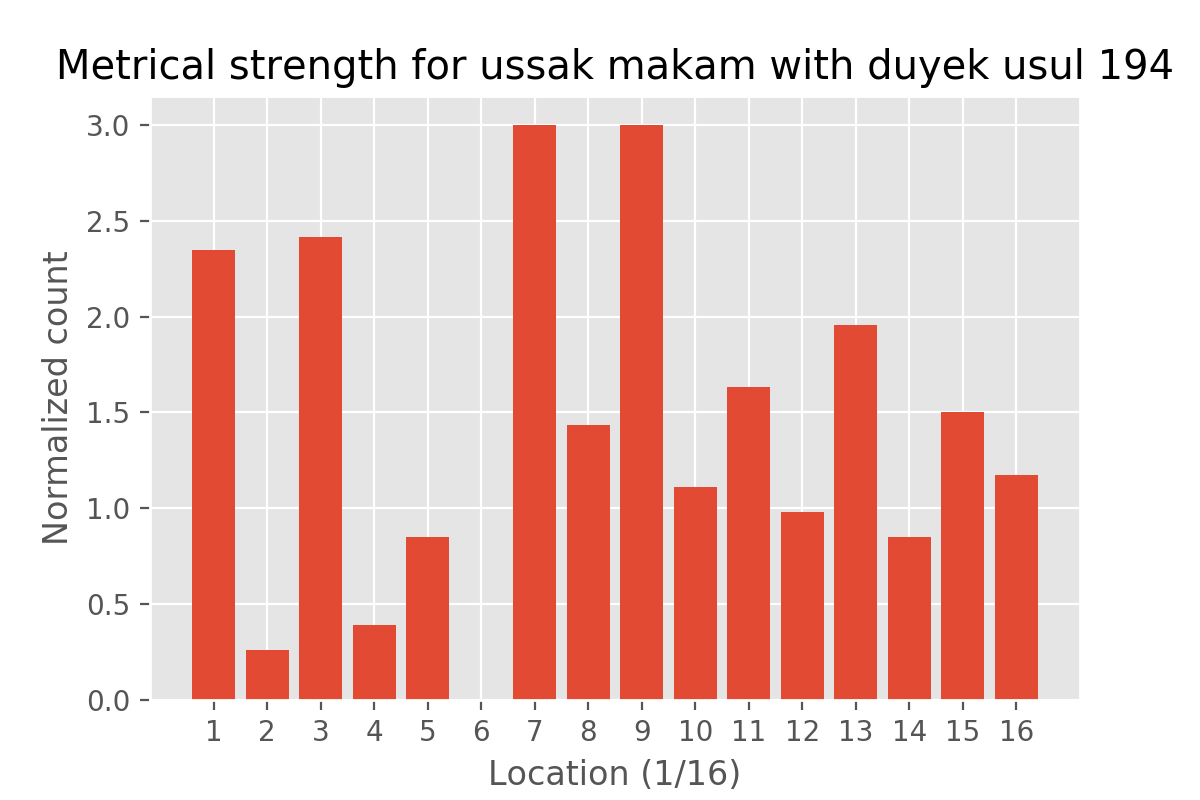 Metrical strength for ussak makam with duyek usul 194
Normalized count
3.0
2.5
2.0
1.5
1.0
0.5
0.0
1 2 3 4 5 6 7 8 9 10 11 12 13 14 15 16
Location (1/16)